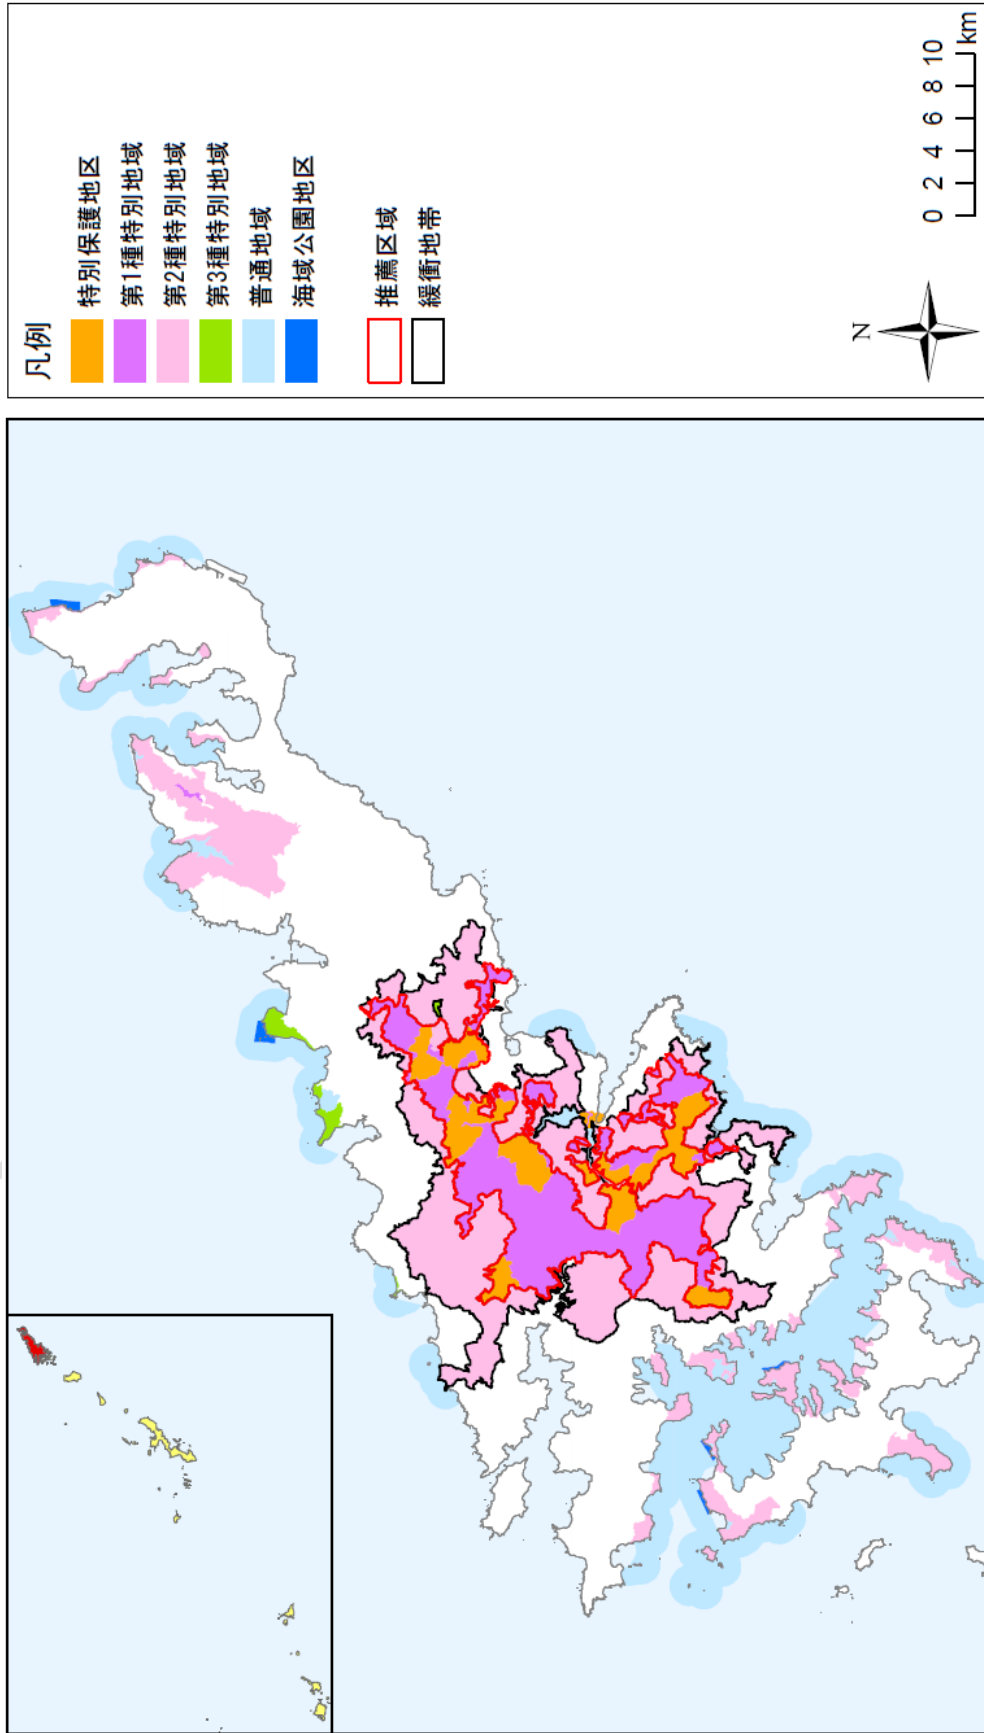 凡例
特別保護地区
第1種特別地域
第2種特別地域
第3種特別地域
普通地域
海域公園地区
推薦区域
緩衝地帯
N
0 2 4 6 8 10
km